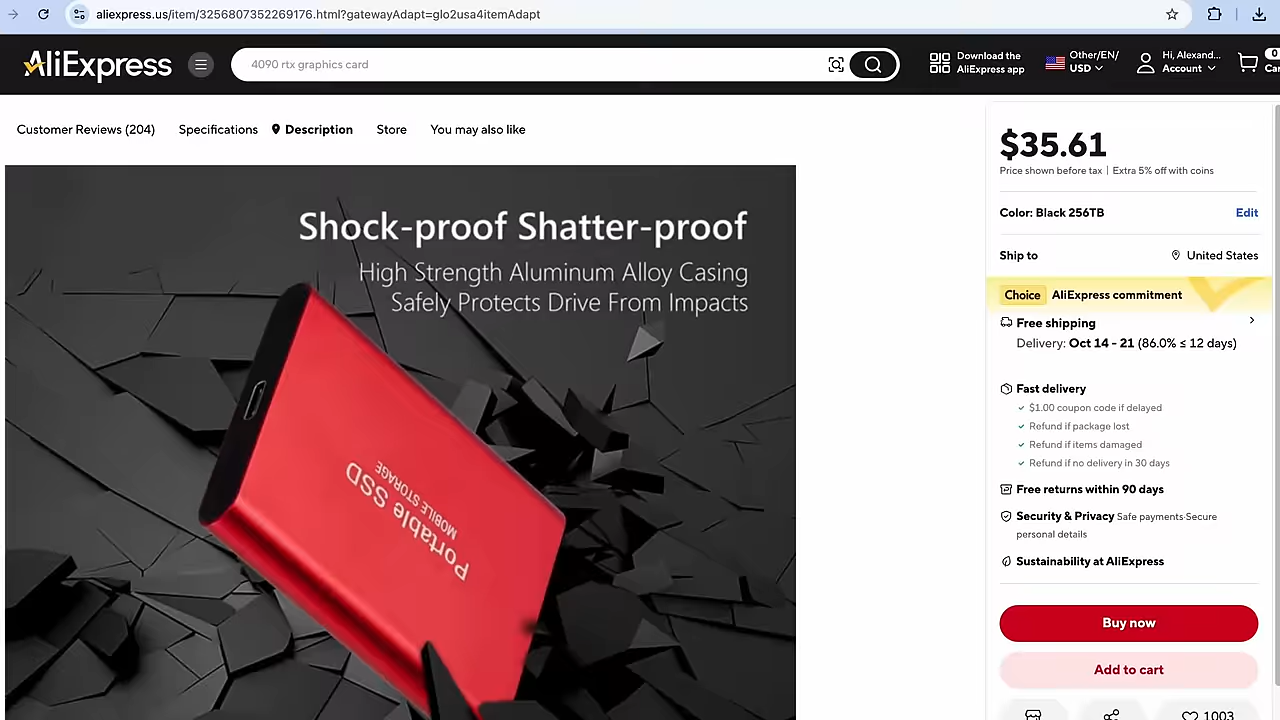 aliexpress.us/item/3256807352269176.html?gatewayAdapt=glo2usa4itemAdapt
AliExpress
4090 rtx graphics card
Download the
AliExpress app
Other/EN/
USD
Hi, Alexand...
Account
0
Car
Customer Reviews (204)
Specifications
Description
Store
You may also like
Shock-proof Shatter-proof
High Strength Aluminum Alloy Casing
Safely Protects Drive From Impacts
Portable SSD
MOBILE STORAGE
$35.61
Price shown before tax | Extra 5% off with coins
Color: Black 256TB
Edit
Ship to
United States
Choice
AliExpress commitment
Free shipping
Delivery: Oct 14 - 21 (86.0% ≤ 12 days)
Fast delivery
$1.00 coupon code if delayed
Refund if package lost
Refund if items damaged
Refund if no delivery in 30 days
Free returns within 90 days
Security & Privacy Safe payments·Secure
personal details
Sustainability at AliExpress
Buy now
Add to cart
1003